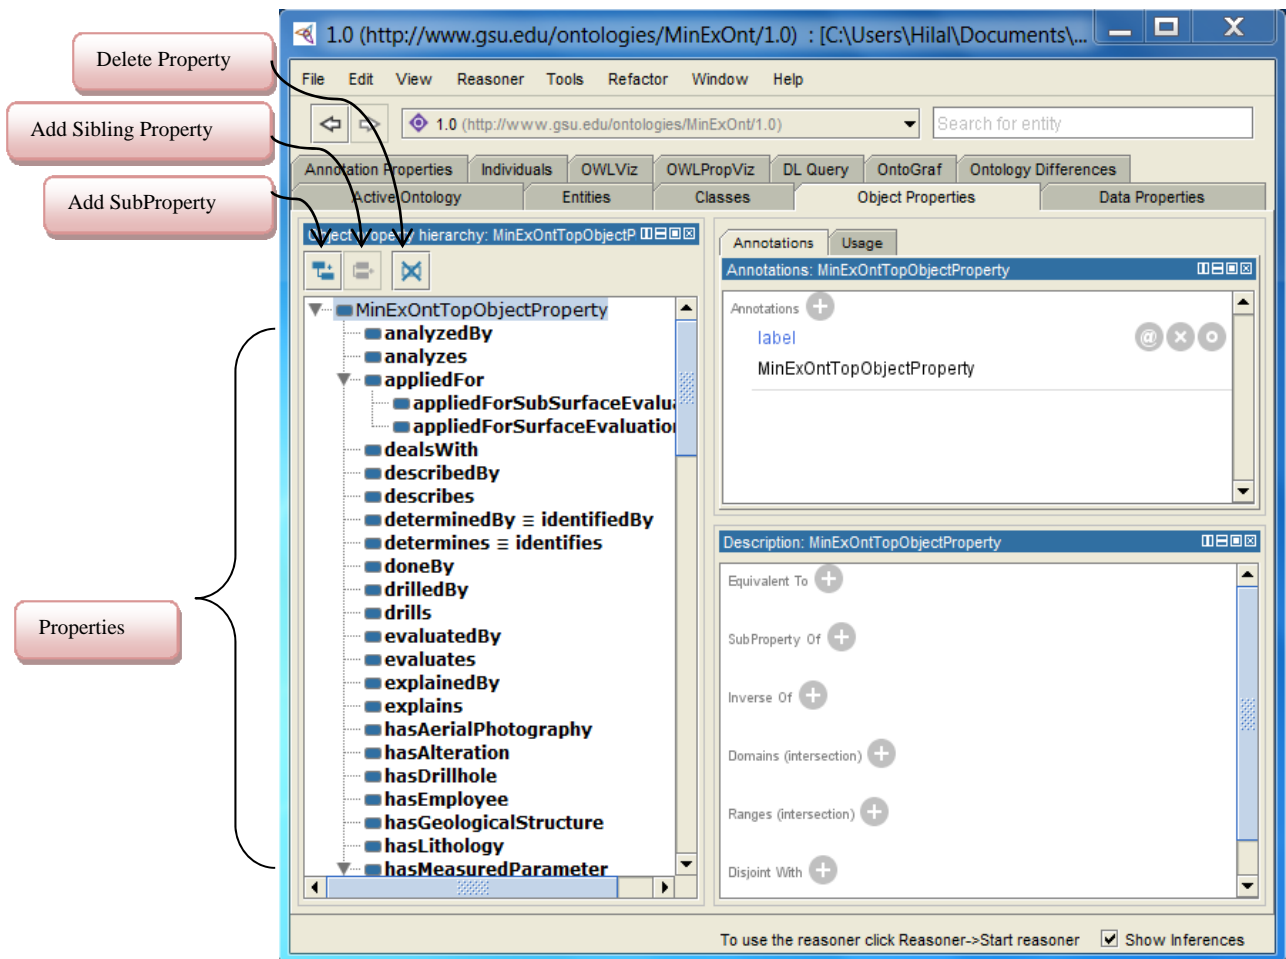 1.0 (http://www.gsu.edu/ontologies/MinExOnt/1.0) : [C:\Users\Hilal\Documents\...
Delete Property
Add Sibling Property
Add SubProperty
Properties
File Edit View Reasoner Tools Refactor Window Help
1.0 (http://www.gsu.edu/ontologies/MinExOnt/1.0)
Search for entity
Annotation Properties Individuals OWLViz OWLPropViz DL Query OntoGraf Ontology Differences
Active Ontology Entities Classes Object Properties Data Properties
Object Property hierarchy: MinExOntTopObjectP
MinExOntTopObjectProperty
analyzedBy
analyzes
appliedFor
appliedForSubSurfaceEvalu
appliedForSurfaceEvaluation
dealsWith
describedBy
describes
determinedBy ≡ identifiedBy
determines ≡ identifies
doneBy
drilledBy
drills
evaluatedBy
evaluates
explainedBy
explains
hasAerialPhotography
hasAlteration
hasDrillhole
hasEmployee
hasGeologicalStructure
hasLithology
hasMeasuredParameter
Annotations Usage
Annotations: MinExOntTopObjectProperty
Annotations
label
MinExOntTopObjectProperty
Description: MinExOntTopObjectProperty
Equivalent To
SubProperty Of
Inverse Of
Domains (intersection)
Ranges (intersection)
Disjoint With
To use the reasoner click Reasoner->Start reasoner Show Inferences